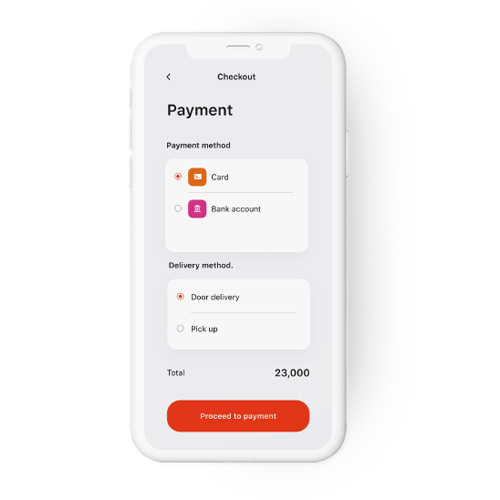 Checkout
Payment
Payment method
Card
Bank account
Delivery method.
Door delivery
Pick up
Total 23,000
Proceed to payment